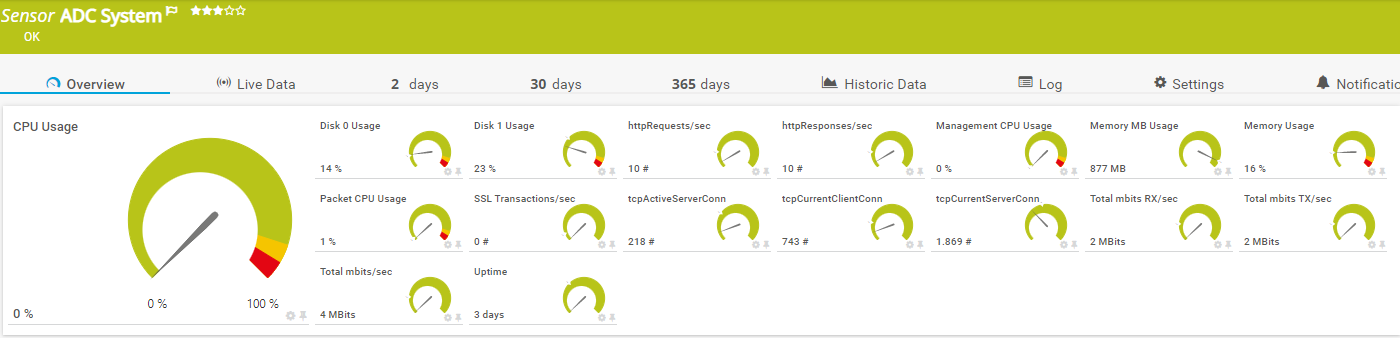 Sensor ADC System
OK
Overview
Live Data
2 days
30 days
365 days
Historic Data
Log
Settings
Notificatio
CPU Usage
0 %
100 %
0 %
Disk 0 Usage
14 %
Disk 1 Usage
23 %
httpRequests/sec
10 #
httpResponses/sec
10 #
Management CPU Usage
0 %
Memory MB Usage
877 MB
Memory Usage
16 %
Packet CPU Usage
1 %
SSL Transactions/sec
0 #
tcpActiveServerConn
218 #
tcpCurrentClientConn
743 #
tcpCurrentServerConn
1.869 #
Total mbits RX/sec
2 MBits
Total mbits TX/sec
2 MBits
Total mbits/sec
4 MBits
Uptime
3 days